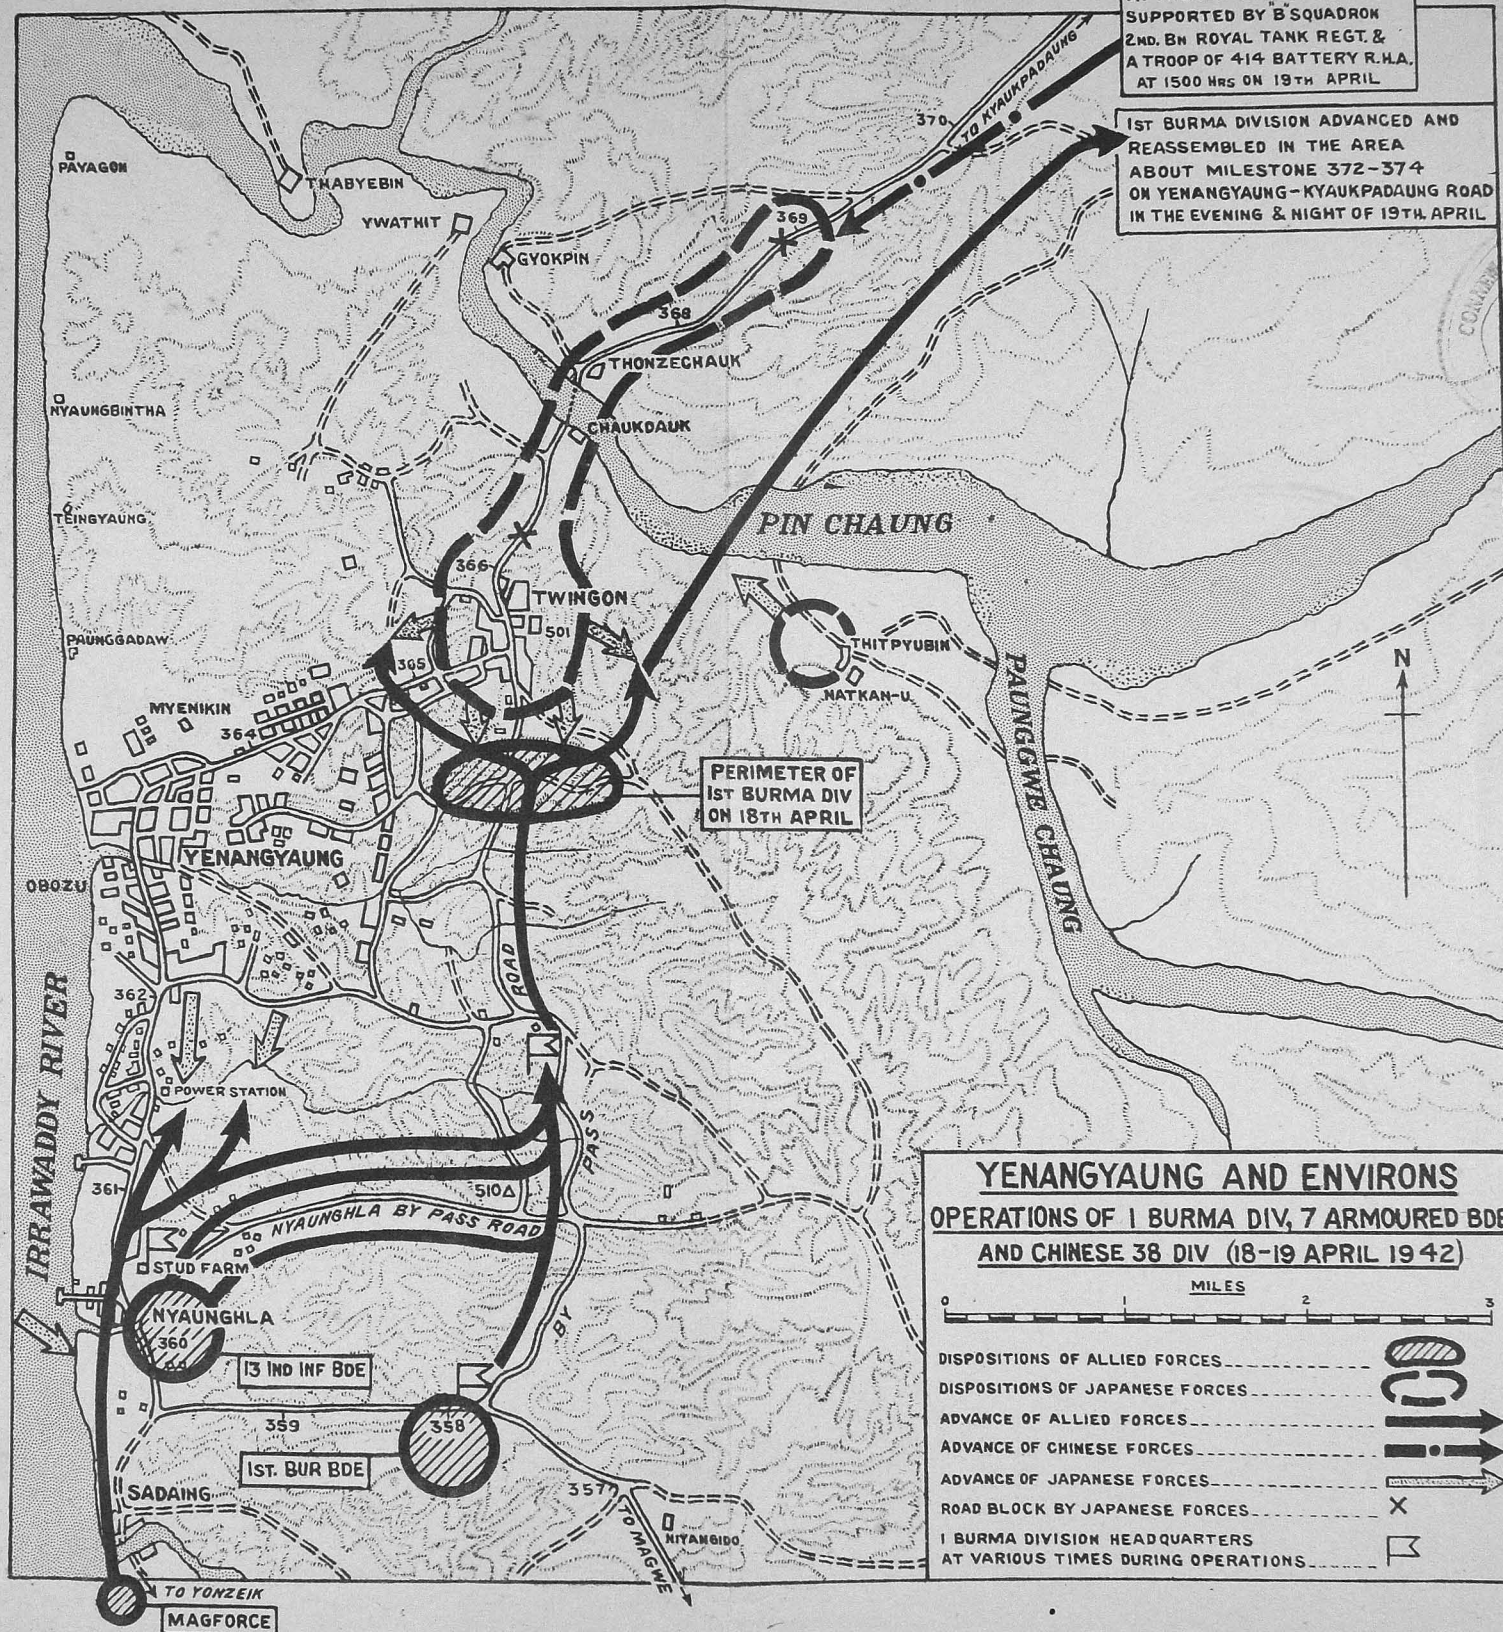 SUPPORTED BY "B" SQUADRON
2ND. BN ROYAL TANK REGT. &
A TROOP OF 414 BATTERY R.H.A.
AT 1500 HRS ON 19TH APRIL
1ST BURMA DIVISION ADVANCED AND
REASSEMBLED IN THE AREA
ABOUT MILESTONE 372-374
ON YENANGYAUNG-KYAUKPADAUNG ROAD
IN THE EVENING & NIGHT OF 19TH APRIL
TO KYAUKPADAUNG
370
PAYAGON
THABYEBIN
YWATHIT
369
GYOKPIN
368
THONZECHAUK
NYAUNGBINTHA
CHAUKDAUK
TEINGYAUNG
PIN CHAUNG
366
TWINGON
501
PAUNGGADAW
365
THITPYUBIN
NATKAN-U
N
MYENIKIN
364
PAUNGGWE CHAUNG
PERIMETER OF
1ST BURMA DIV
ON 18TH APRIL
YENANGYAUNG
OBOZU
ROAD
362
IRRAWADDY RIVER
POWER STATION
PASS
361
510
NYAUNGHLA BY PASS ROAD
STUD FARM
NYAUNGHLA
360
BY
13 IND INF BDE
359
358
1ST. BUR BDE
357
SADAING
NIYANGIDO
TO MAGWE
TO YONZEIK
MAGFORCE
YENANGYAUNG AND ENVIRONS
OPERATIONS OF 1 BURMA DIV, 7 ARMOURED BDE
AND CHINESE 38 DIV (18-19 APRIL 1942)
MILES
0 1 2 3
DISPOSITIONS OF ALLIED FORCES
DISPOSITIONS OF JAPANESE FORCES
ADVANCE OF ALLIED FORCES
ADVANCE OF CHINESE FORCES
ADVANCE OF JAPANESE FORCES
ROAD BLOCK BY JAPANESE FORCES
1 BURMA DIVISION HEADQUARTERS
AT VARIOUS TIMES DURING OPERATIONS